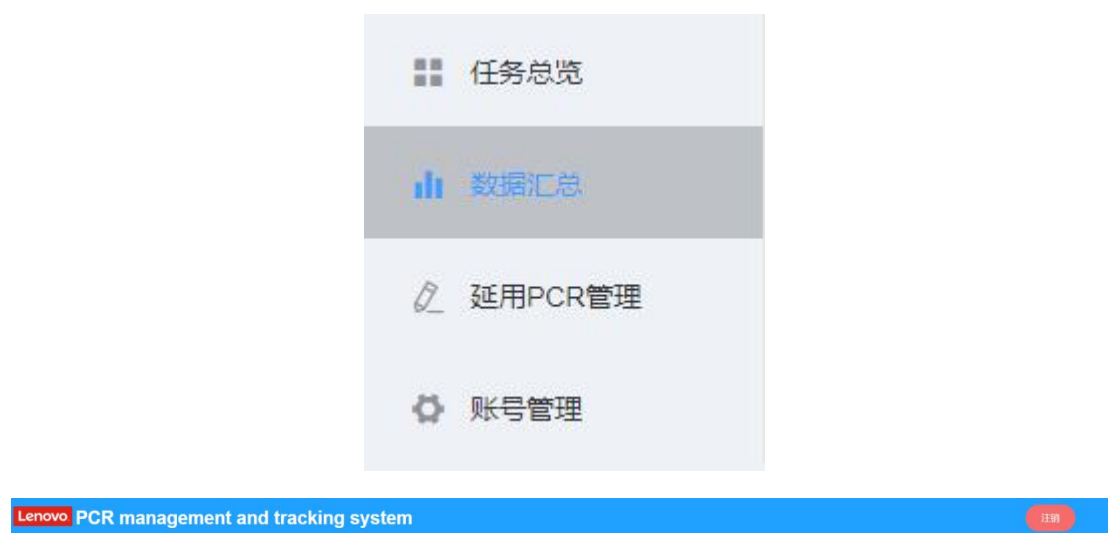 任务总览
数据汇总
延用PCR管理
账号管理
Lenovo PCR management and tracking system 注销